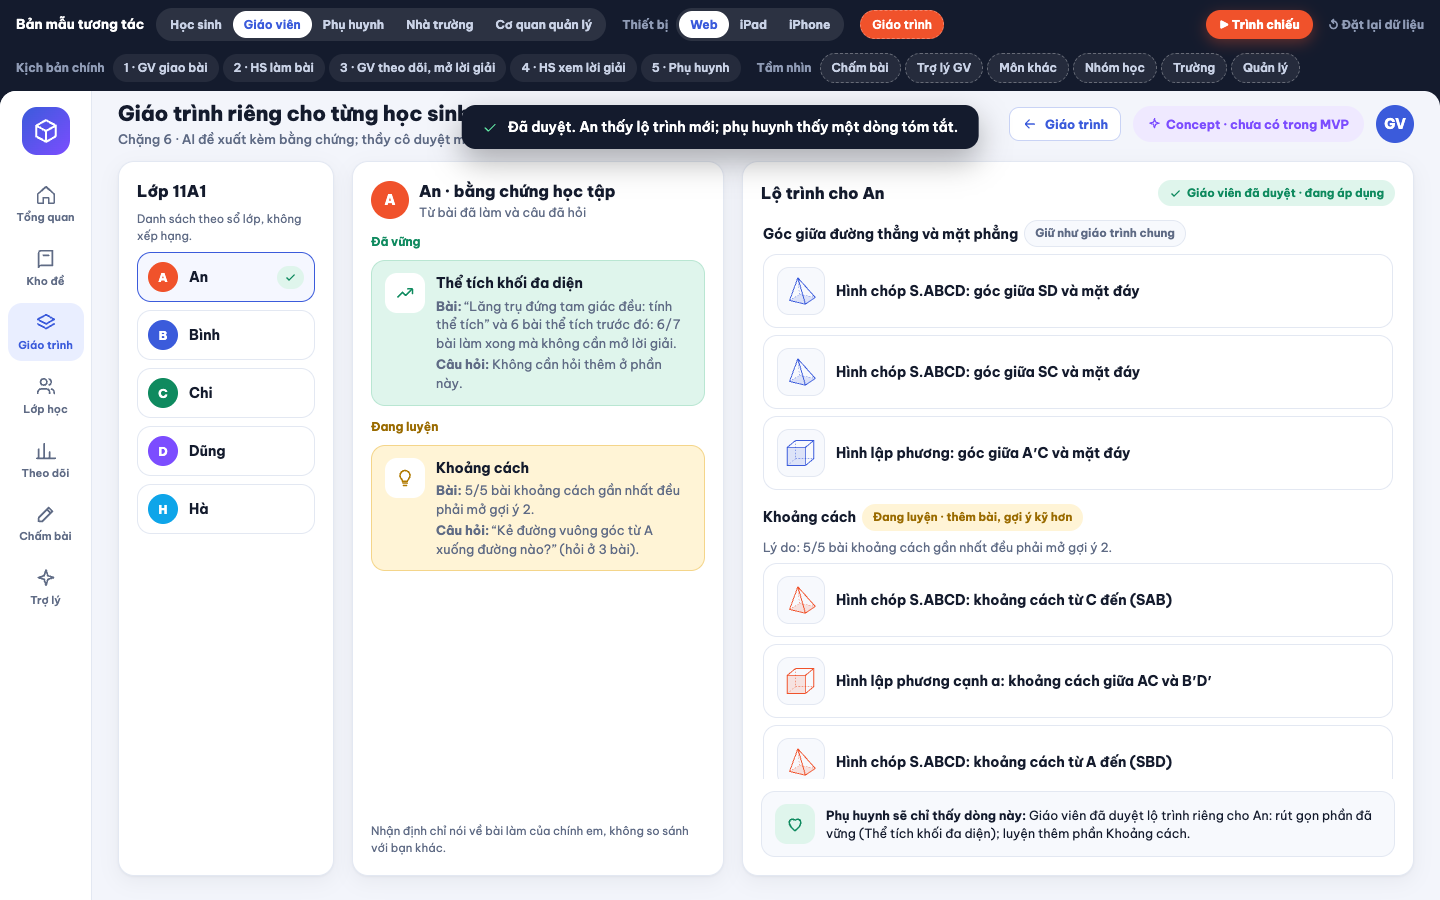 Bản mẫu tương tác
Học sinh
Giáo viên
Phụ huynh
Nhà trường
Cơ quan quản lý
Thiết bị
Web
iPad
iPhone
Giáo trình
Trình chiếu
Đặt lại dữ liệu
Kịch bản chính
1 · GV giao bài
2 · HS làm bài
3 · GV theo dõi, mở lời giải
4 · HS xem lời giải
5 · Phụ huynh
Tầm nhìn
Chấm bài
Trợ lý GV
Môn khác
Nhóm học
Trường
Quản lý
Tổng quan
Kho đề
Giáo trình
Lớp học
Theo dõi
Chấm bài
Trợ lý
Giáo trình riêng cho từng học sinh
Chặng 6 · AI đề xuất kèm bằng chứng; thầy cô duyệt
Đã duyệt. An thấy lộ trình mới; phụ huynh thấy một dòng tóm tắt.
Giáo trình
Concept · chưa có trong MVP
GV
Lớp 11A1
Danh sách theo sổ lớp, không
xếp hạng.
A
An
B
Bình
C
Chi
D
Dũng
H
Hà
A
An · bằng chứng học tập
Từ bài đã làm và câu đã hỏi
Đã vững
Thể tích khối đa diện
Bài: “Lăng trụ đứng tam giác đều: tính
thể tích” và 6 bài thể tích trước đó: 6/7
bài làm xong mà không cần mở lời giải.
Câu hỏi: Không cần hỏi thêm ở phần
này.
Đang luyện
Khoảng cách
Bài: 5/5 bài khoảng cách gần nhất đều
phải mở gợi ý 2.
Câu hỏi: “Kẻ đường vuông góc từ A
xuống đường nào?” (hỏi ở 3 bài).
Nhận định chỉ nói về bài làm của chính em, không so sánh
với bạn khác.
Lộ trình cho An
Giáo viên đã duyệt · đang áp dụng
Góc giữa đường thẳng và mặt phẳng
Giữ như giáo trình chung
Hình chóp S.ABCD: góc giữa SD và mặt đáy
Hình chóp S.ABCD: góc giữa SC và mặt đáy
Hình lập phương: góc giữa A’C và mặt đáy
Khoảng cách
Đang luyện · thêm bài, gợi ý kỹ hơn
Lý do: 5/5 bài khoảng cách gần nhất đều phải mở gợi ý 2.
Hình chóp S.ABCD: khoảng cách từ C đến (SAB)
Hình lập phương cạnh a: khoảng cách giữa AC và B’D’
Hình chóp S.ABCD: khoảng cách từ A đến (SBD)
Phụ huynh sẽ chỉ thấy dòng này: Giáo viên đã duyệt lộ trình riêng cho An: rút gọn phần đã
vững (Thể tích khối đa diện); luyện thêm phần Khoảng cách.